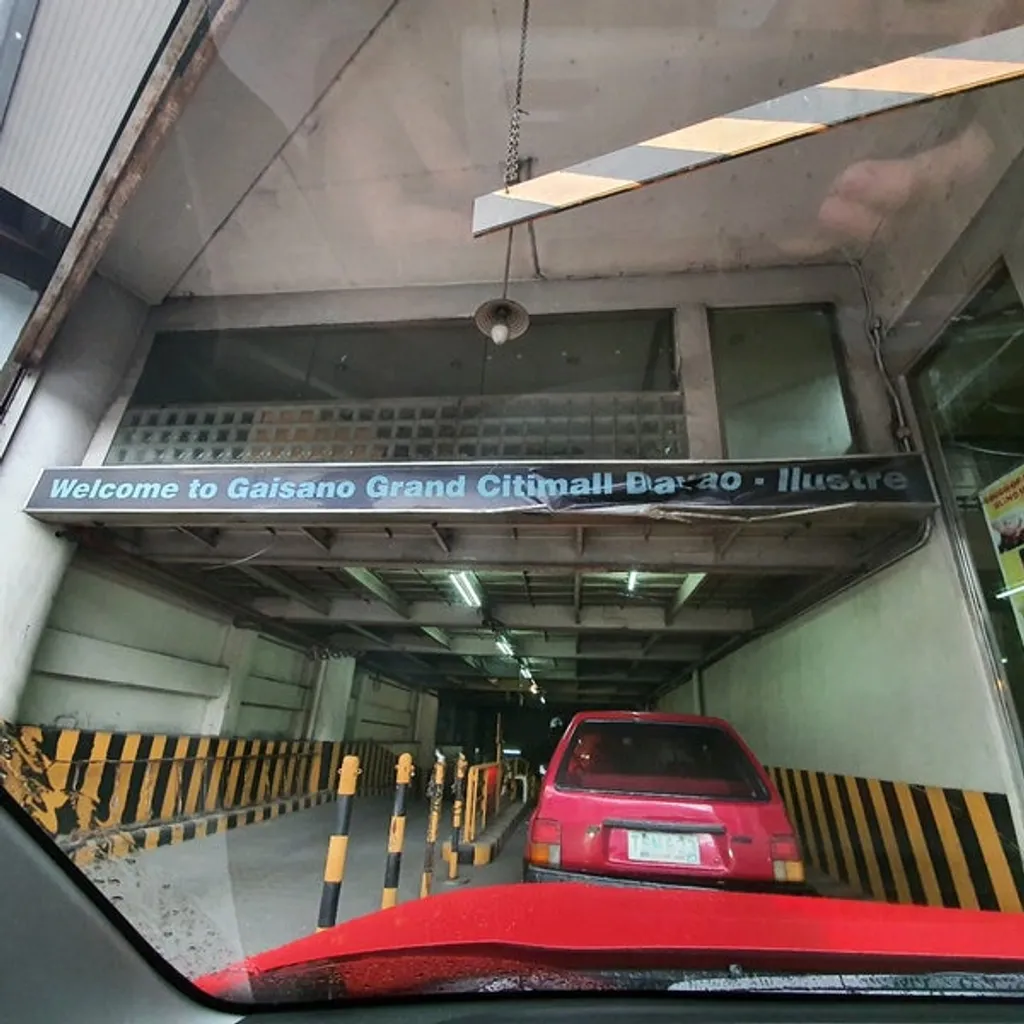 Welcome to Gaisano Grand Citimall Davao - Ilustre